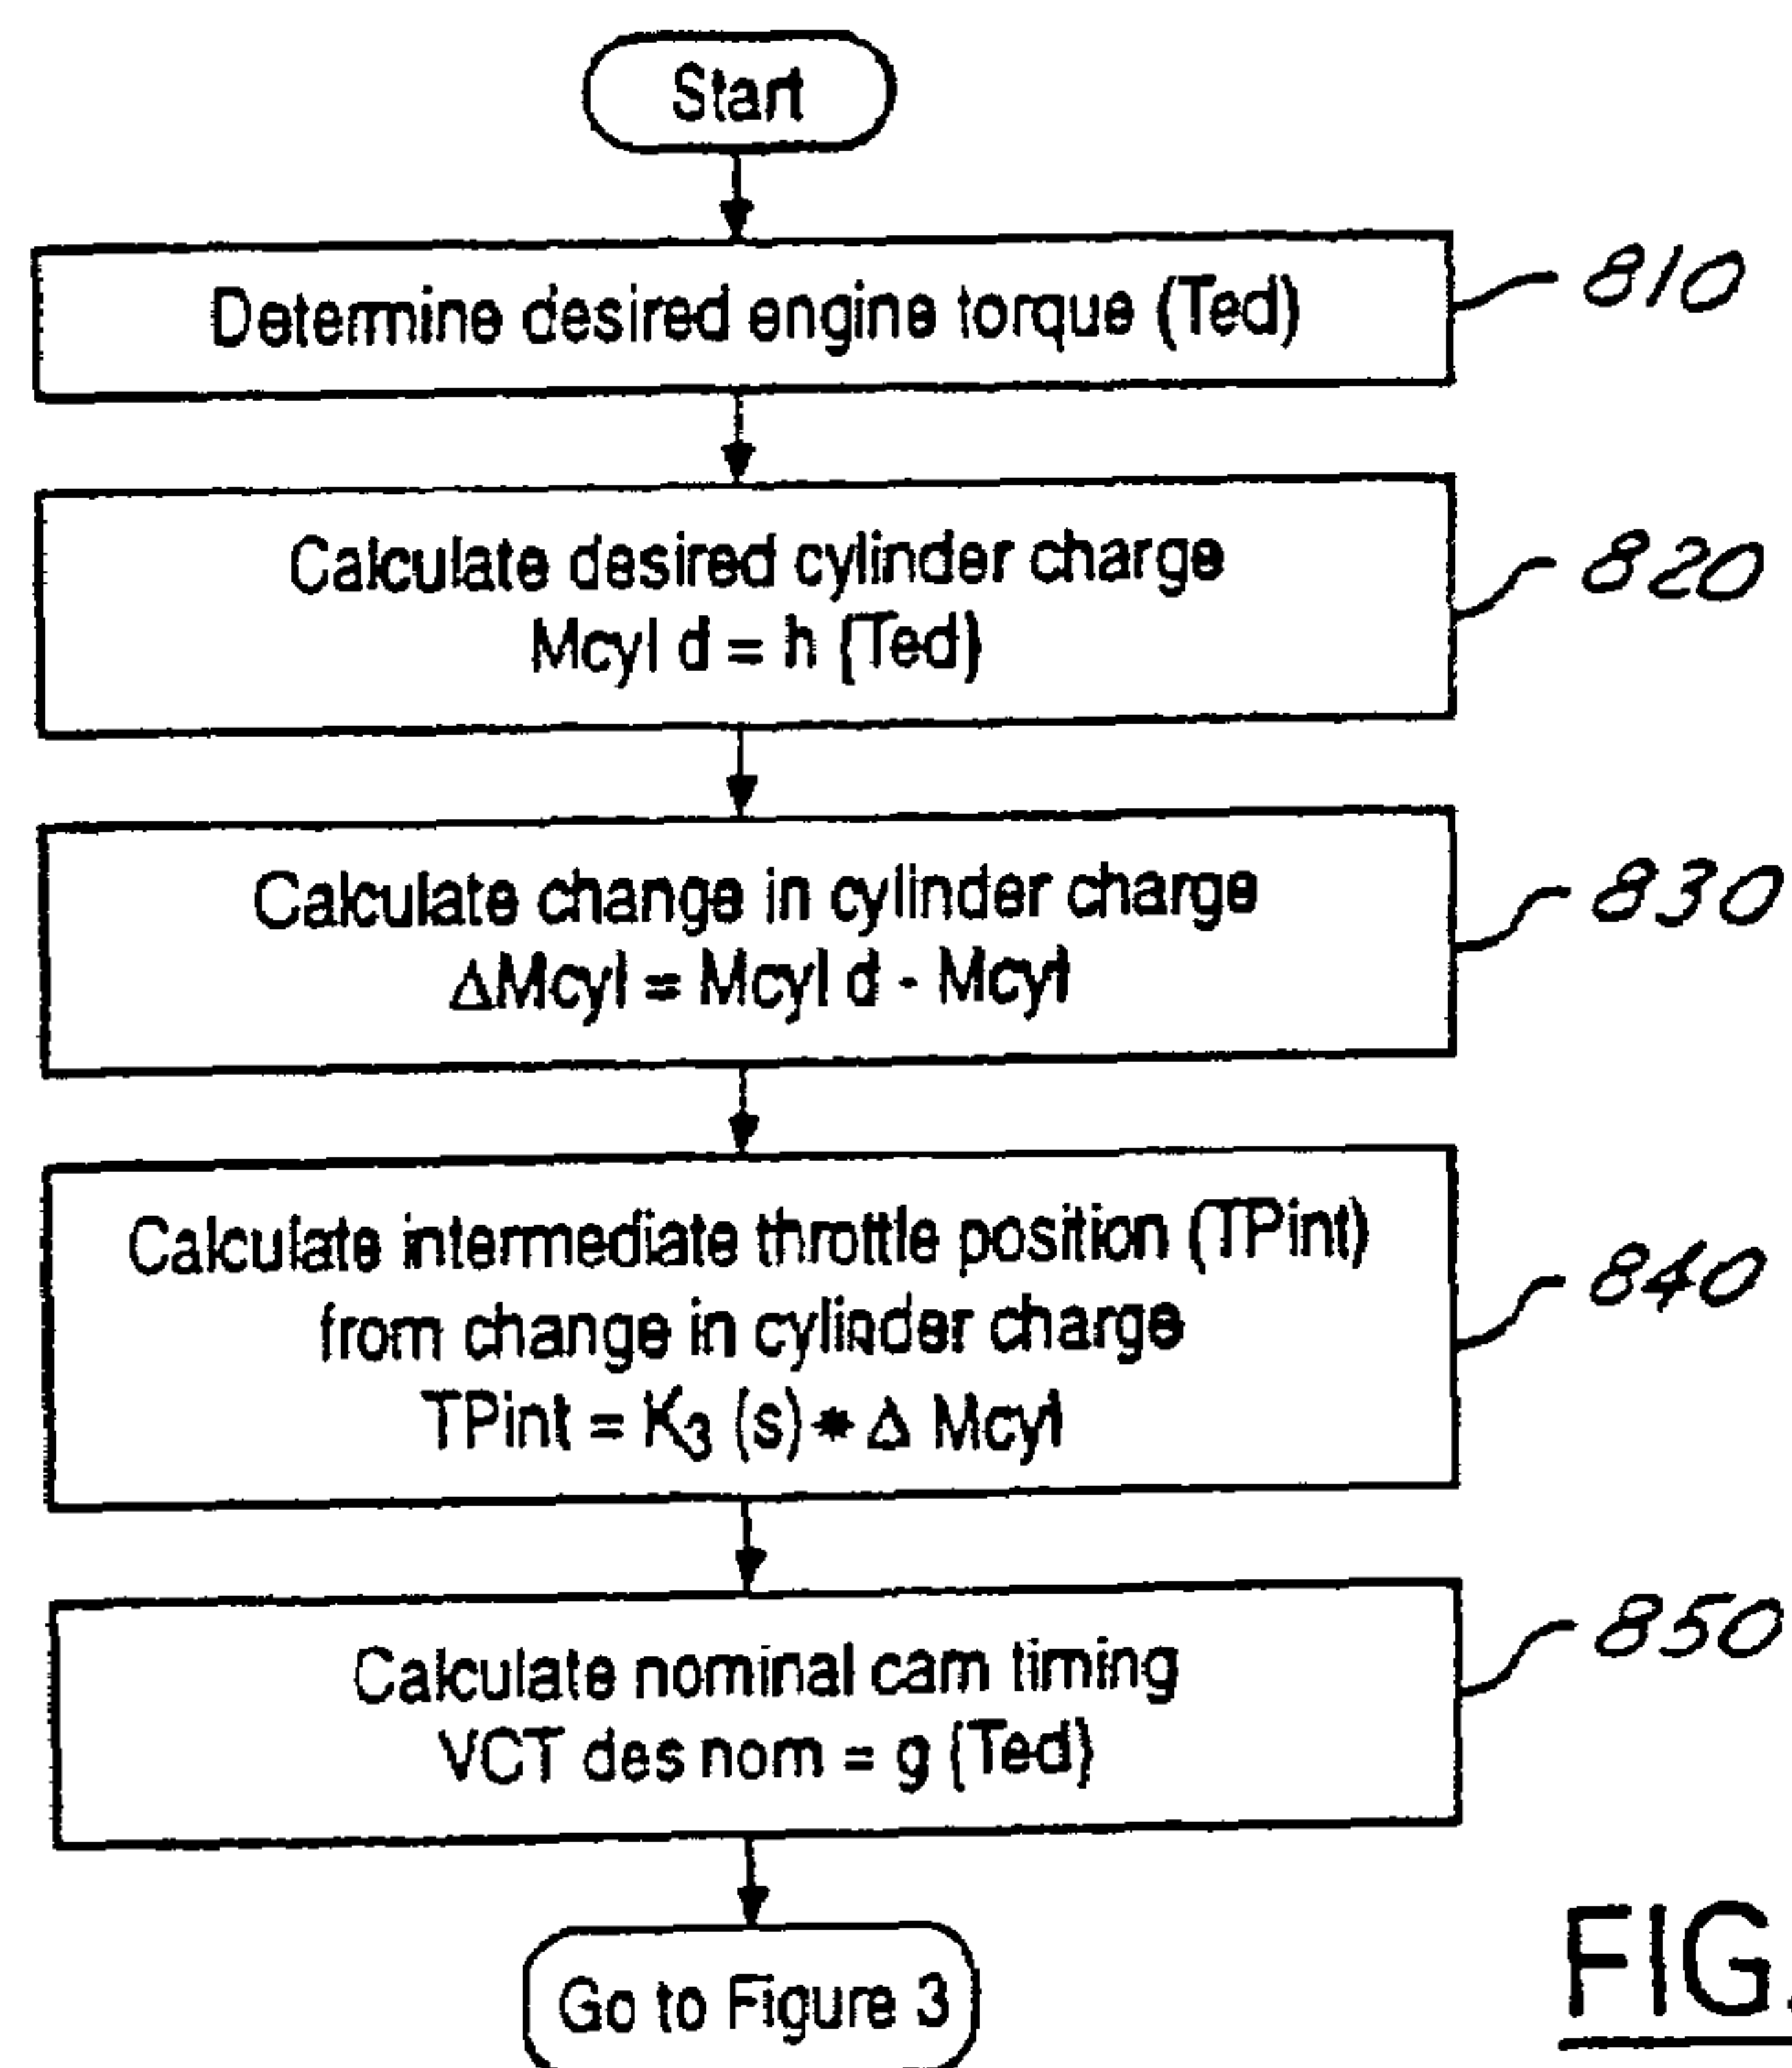 Start
Determine desired engine torque (Ted)
810
Calculate desired cylinder charge
Mcyl d = h (Ted)
820
Calculate change in cylinder charge
ΔMcyl = Mcyl d - Mcyl
830
Calculate intermediate throttle position (TPint)
from change in cylinder charge
TPint = K₃ (s) * Δ Mcyl
840
Calculate nominal cam timing
VCT des nom = g (Ted)
850
Go to Figure 3
FIG.